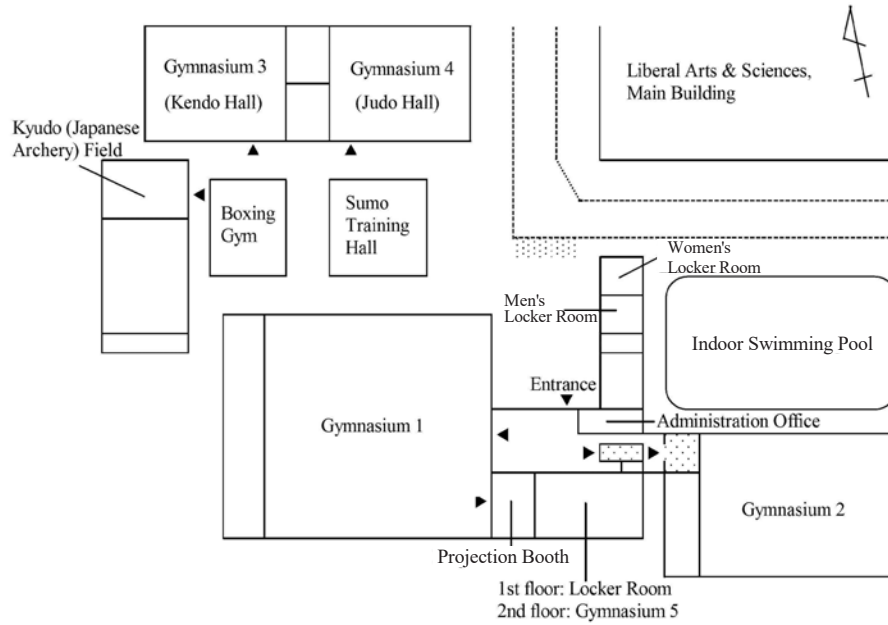 Gymnasium 3
(Kendo Hall)
Gymnasium 4
(Judo Hall)
Liberal Arts & Sciences,
Main Building
Kyudo (Japanese
Archery) Field
Boxing
Gym
Sumo
Training
Hall
Women's
Locker Room
Men's
Locker Room
Indoor Swimming Pool
Entrance
Gymnasium 1
Administration Office
Gymnasium 2
Projection Booth
1st floor: Locker Room
2nd floor: Gymnasium 5